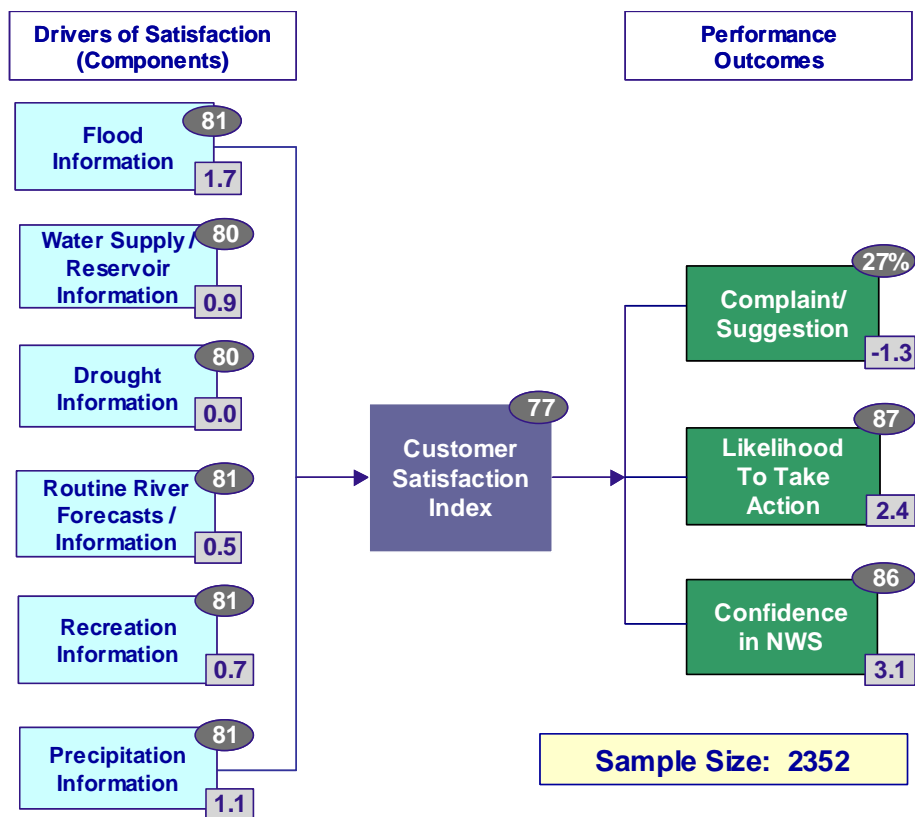 Drivers of Satisfaction
(Components)
Performance
Outcomes
81
Flood
Information
1.7
80
Water Supply /
Reservoir
Information
0.9
80
Drought
Information
0.0
81
Routine River
Forecasts /
Information
0.5
81
Recreation
Information
0.7
81
Precipitation
Information
1.1
77
Customer
Satisfaction
Index
27%
Complaint/
Suggestion
-1.3
87
Likelihood
To Take
Action
2.4
86
Confidence
in NWS
3.1
Sample Size: 2352